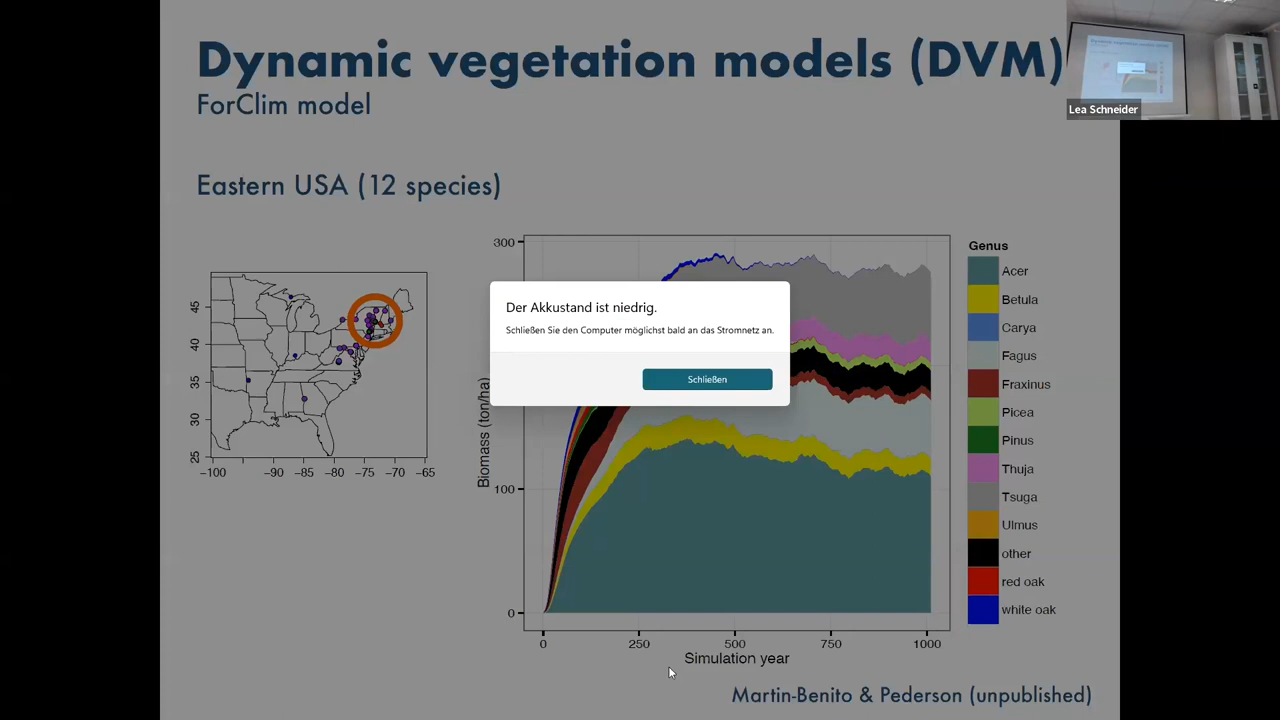 Dynamic vegetation models (DVM)
ForClim model
Lea Schneider
Eastern USA (12 species)
45
40
35
30
25
−100
−90
−85
−80
−75
−70
−65
300
100
0
Biomass (ton/ha)
0
250
500
750
1000
Simulation year
Der Akkustand ist niedrig.
Schließen Sie den Computer möglichst bald an das Stromnetz an.
Schließen
Genus
Acer
Betula
Carya
Fagus
Fraxinus
Picea
Pinus
Thuja
Tsuga
Ulmus
other
red oak
white oak
Martin-Benito & Pederson (unpublished)